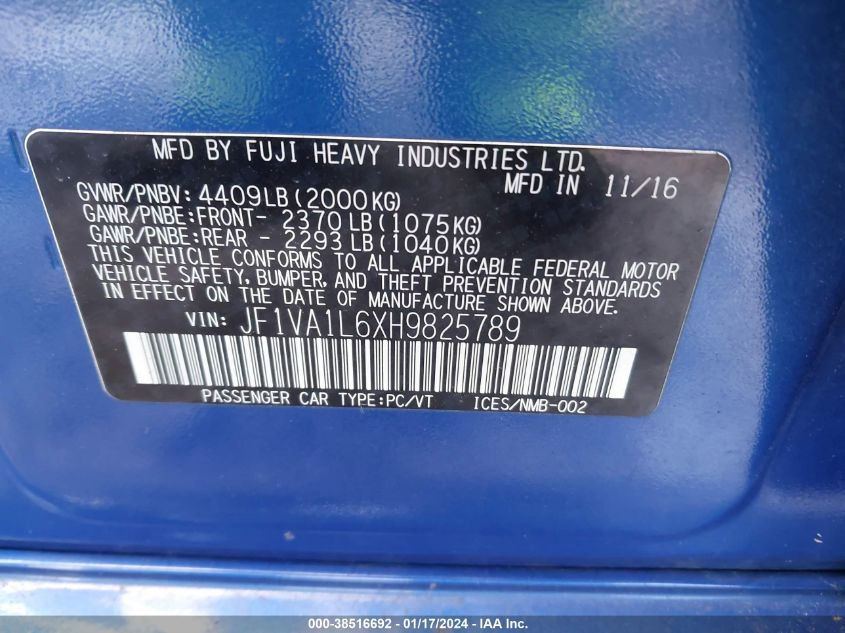 MFD BY FUJI HEAVY INDUSTRIES LTD.
MFD IN 11/16
GVWR/PNBV: 4409LB(2000KG)
GAWR/PNBE:FRONT- 2370LB(1075KG)
GAWR/PNBE:REAR - 2293LB(1040KG)
THIS VEHICLE CONFORMS TO ALL APPLICABLE FEDERAL MOTOR
VEHICLE SAFETY, BUMPER, AND THEFT PREVENTION STANDARDS
IN EFFECT ON THE DATE OF MANUFACTURE SHOWN ABOVE.
VIN: JF1VA1L6XH9825789
PASSENGER CAR TYPE:PC/VT ICES/NMB-002
000-38516692 - 01/17/2024 - IAA Inc.